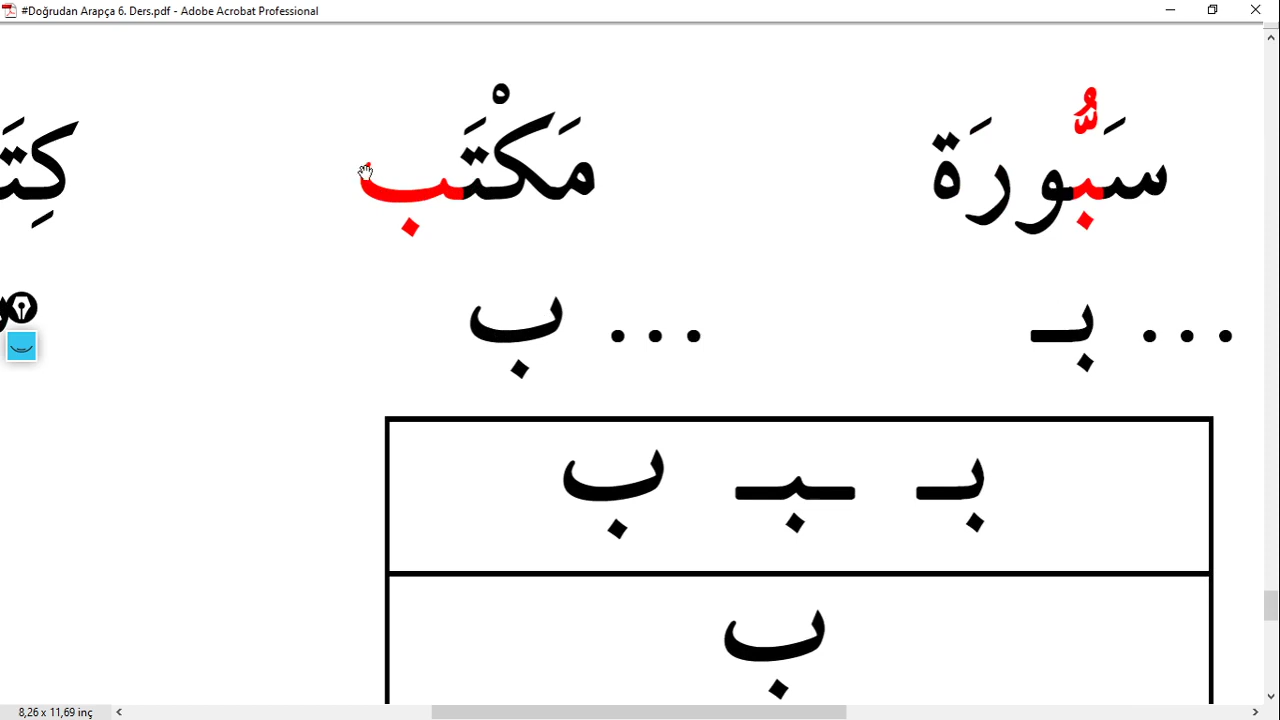 #Doğrudan Arapça 6. Ders.pdf - Adobe Acrobat Professional
سَبُّورَة مَكْتَب
... بـ ... ب
بـ ـبـ ب
ب
8,26 x 11,69 inç